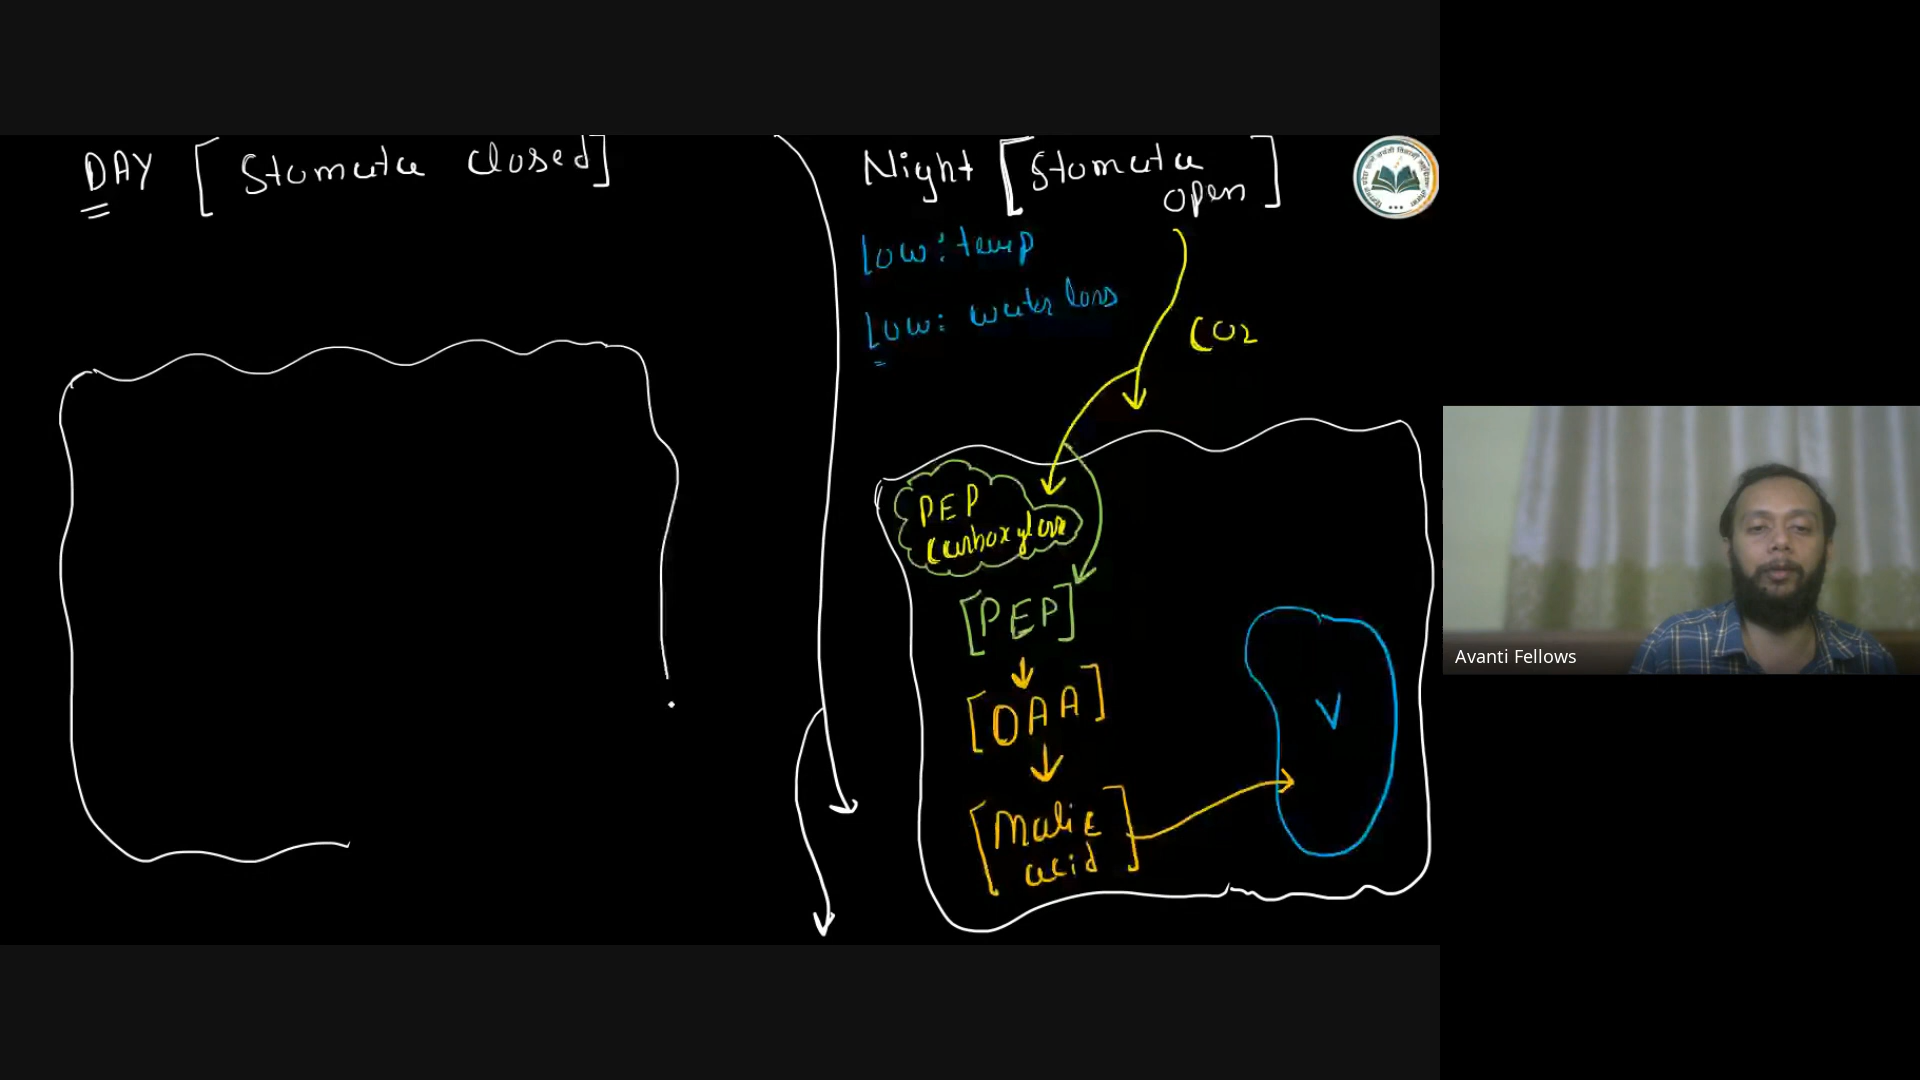 DAY [Stomata closed]
Night [Stomata
open]
Low: temp
Low: water loss
CO2
PEP
Carboxylase
[PEP]
[OAA]
[Malic
acid]
V
Avanti Fellows